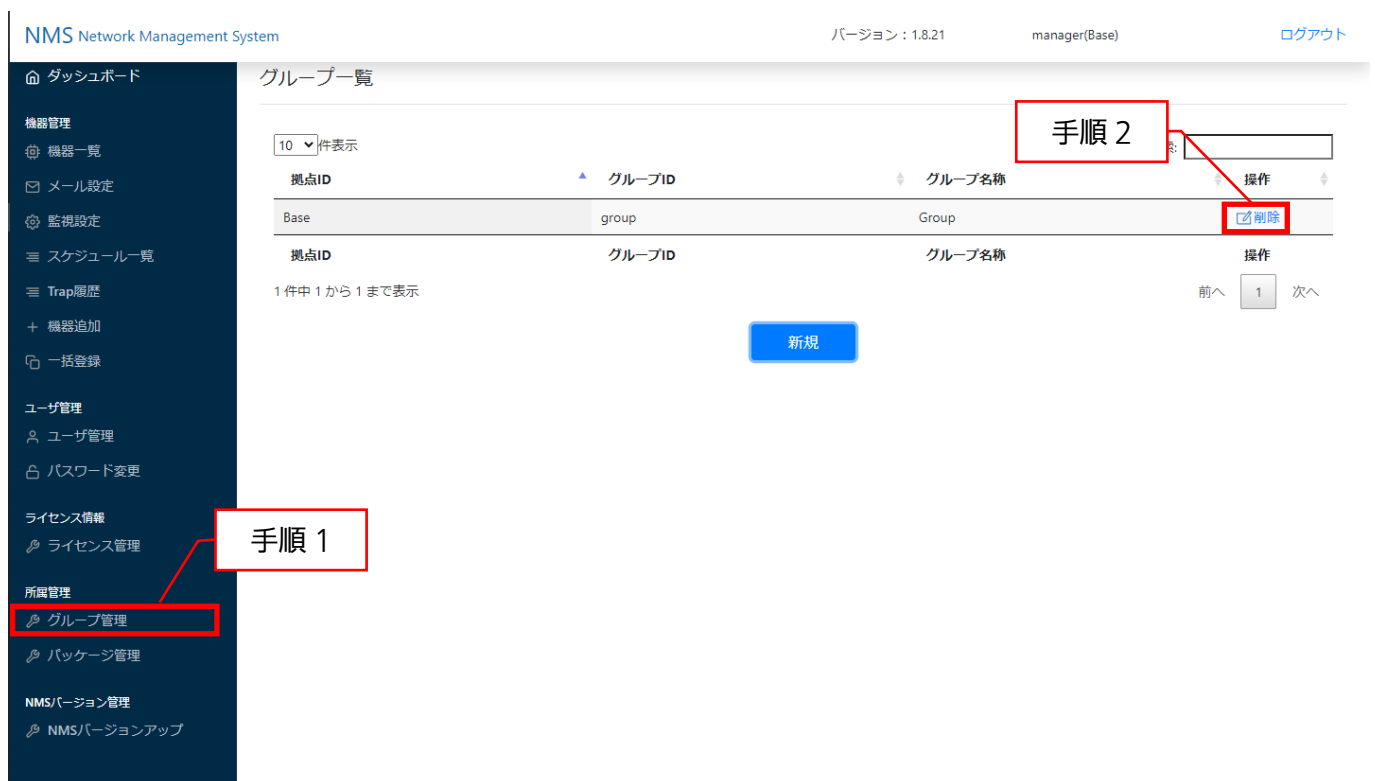 NMS Network Management System
バージョン：1.8.21
manager(Base)
ログアウト
ダッシュボード
機器管理
機器一覧
メール設定
監視設定
スケジュール一覧
Trap履歴
機器追加
一括登録
ユーザ管理
ユーザ管理
パスワード変更
ライセンス情報
ライセンス管理
所属管理
グループ管理
パッケージ管理
NMSバージョン管理
NMSバージョンアップ
手順 1
グループ一覧
手順 2
10 件表示
拠点ID グループID グループ名称 操作
Base group Group 削除
拠点ID グループID グループ名称 操作
1 件中 1 から 1 まで表示
前へ 1 次へ
新規